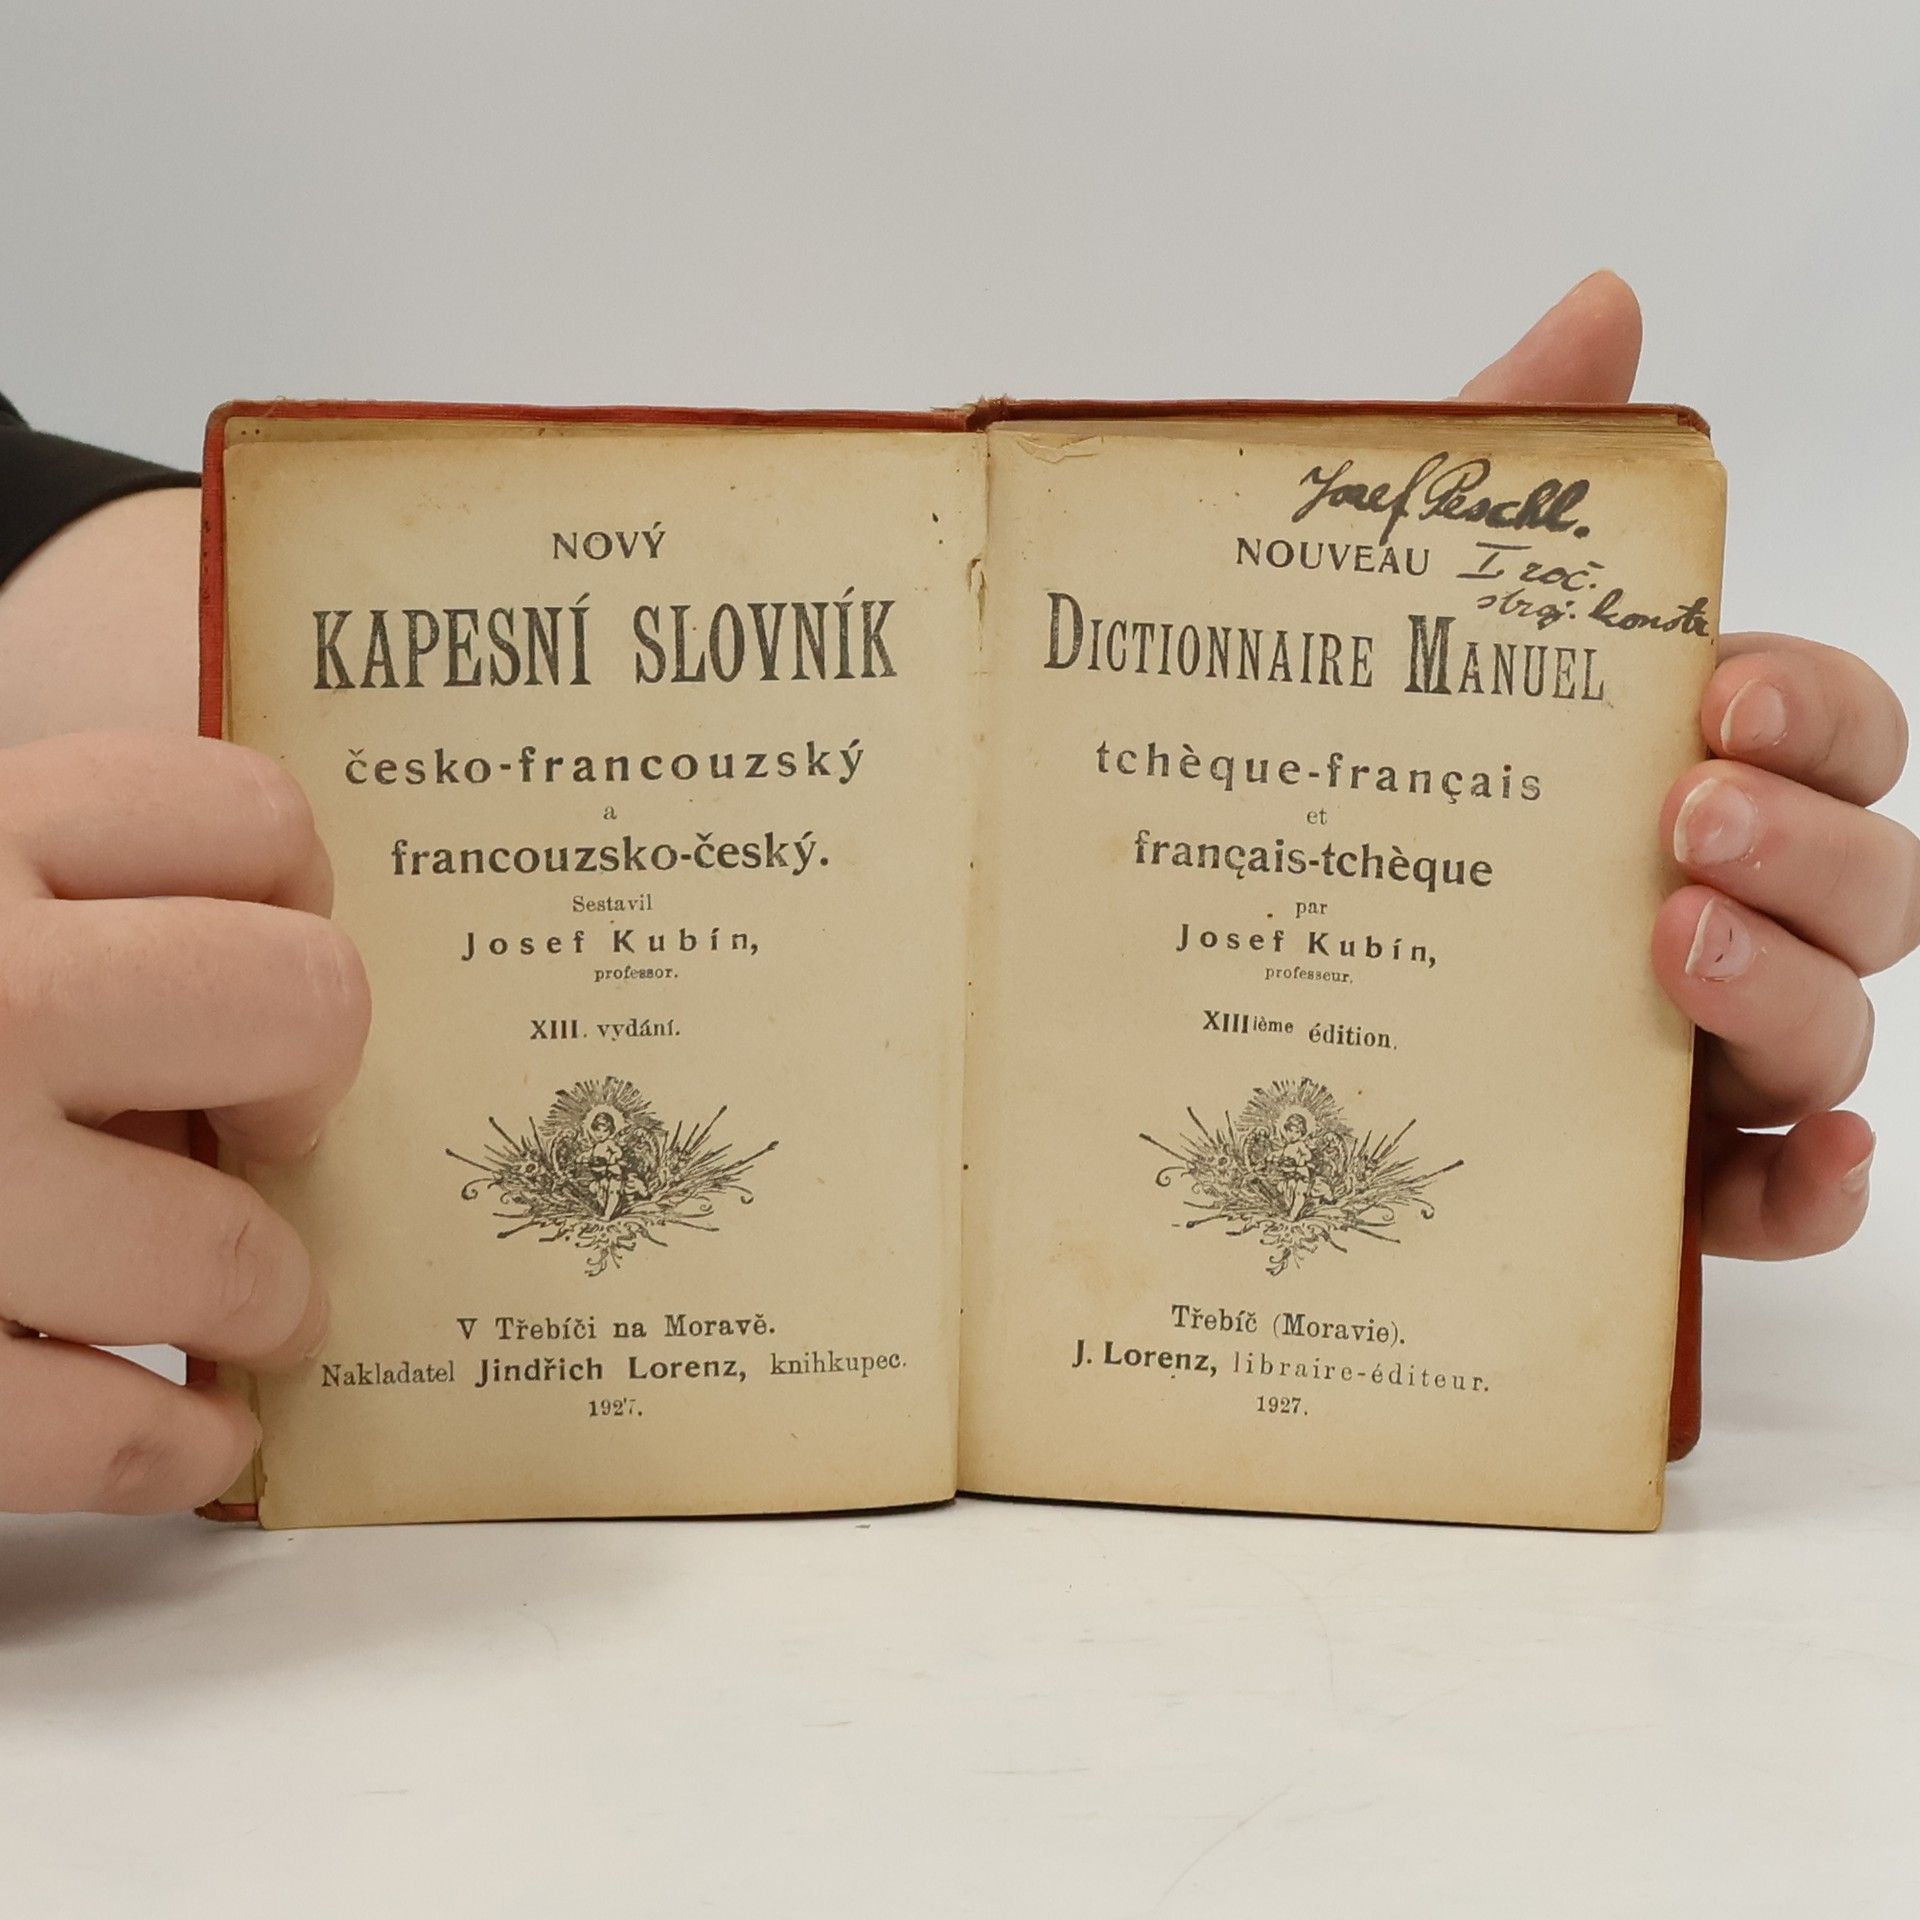 NOVÝ
KAPESNÍ SLOVNÍK
česko-francouzský
a
francouzsko-český.
Sestavil
Josef Kubín,
professor.
XIII. vydání.
V Třebíči na Moravě.
Nakladatel Jindřich Lorenz, knihkupec.
1927.
Josef Peschl.
NOUVEAU I roč.
stroj. konstr.
DICTIONNAIRE MANUEL
tchèque-français
et
français-tchèque
par
Josef Kubín,
professeur.
XIIIième édition.
Třebíč (Moravie).
J. Lorenz, libraire-éditeur.
1927.